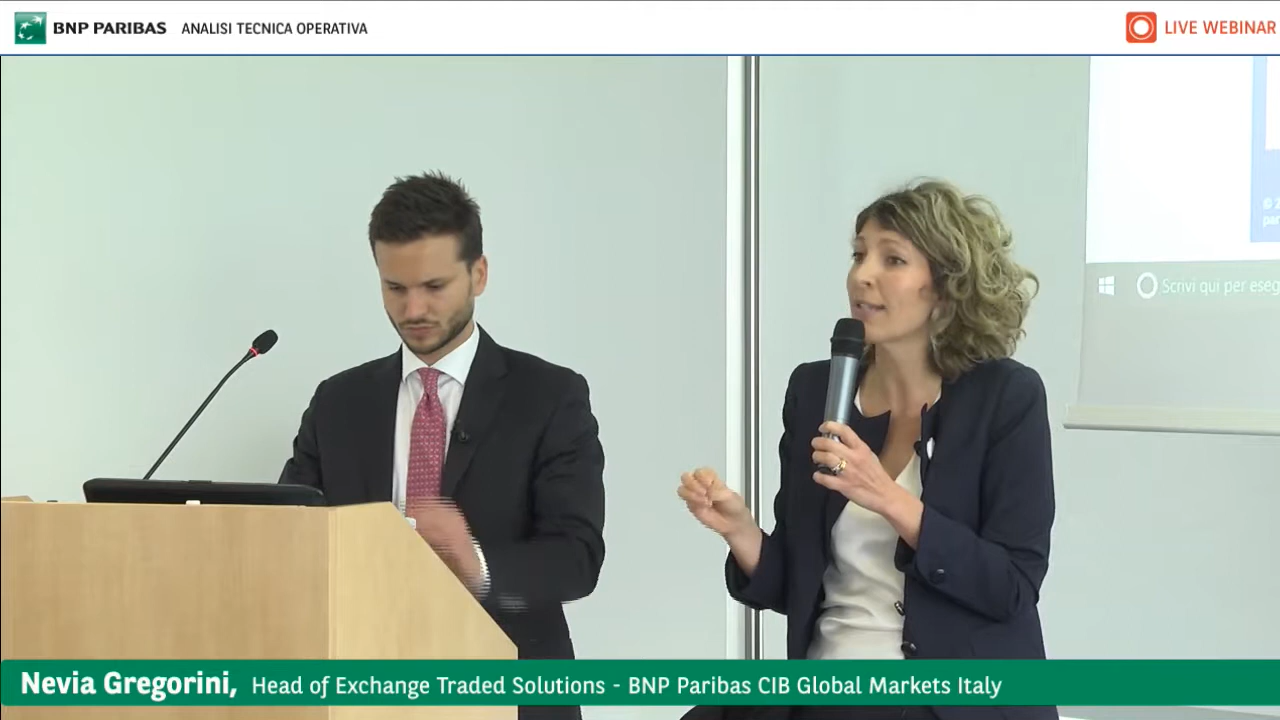 BNP PARIBAS ANALISI TECNICA OPERATIVA
LIVE WEBINAR
Scrivi qui per eseg
Nevia Gregorini, Head of Exchange Traded Solutions - BNP Paribas CIB Global Markets Italy